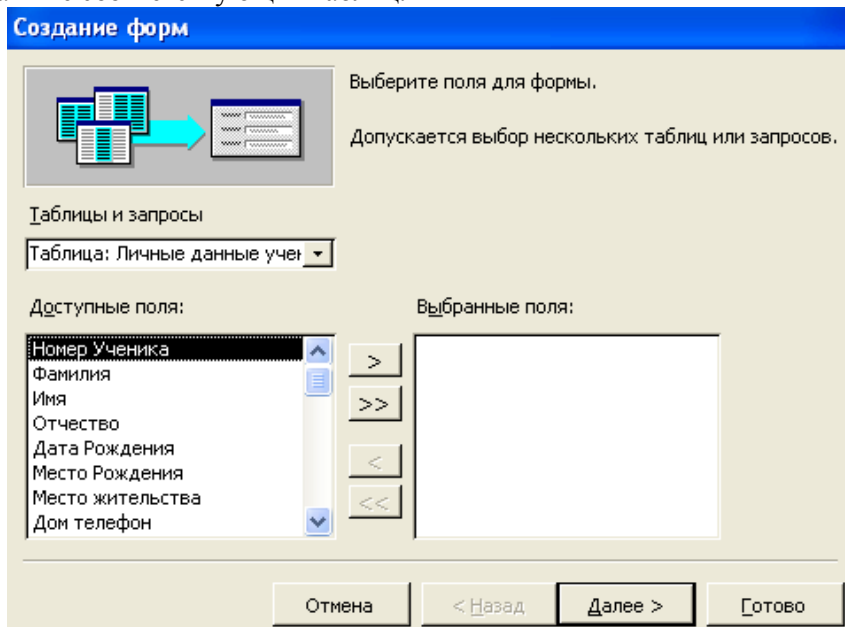 Создание форм
Выберите поля для формы.
Допускается выбор нескольких таблиц или запросов.
Таблицы и запросы
Таблица: Личные данные учен
Доступные поля:
Выбранные поля:
Номер Ученика
Фамилия
Имя
Отчество
Дата Рождения
Место Рождения
Место жительства
Дом телефон
>
>>
<
<<
Отмена
< Назад
Далее >
Готово